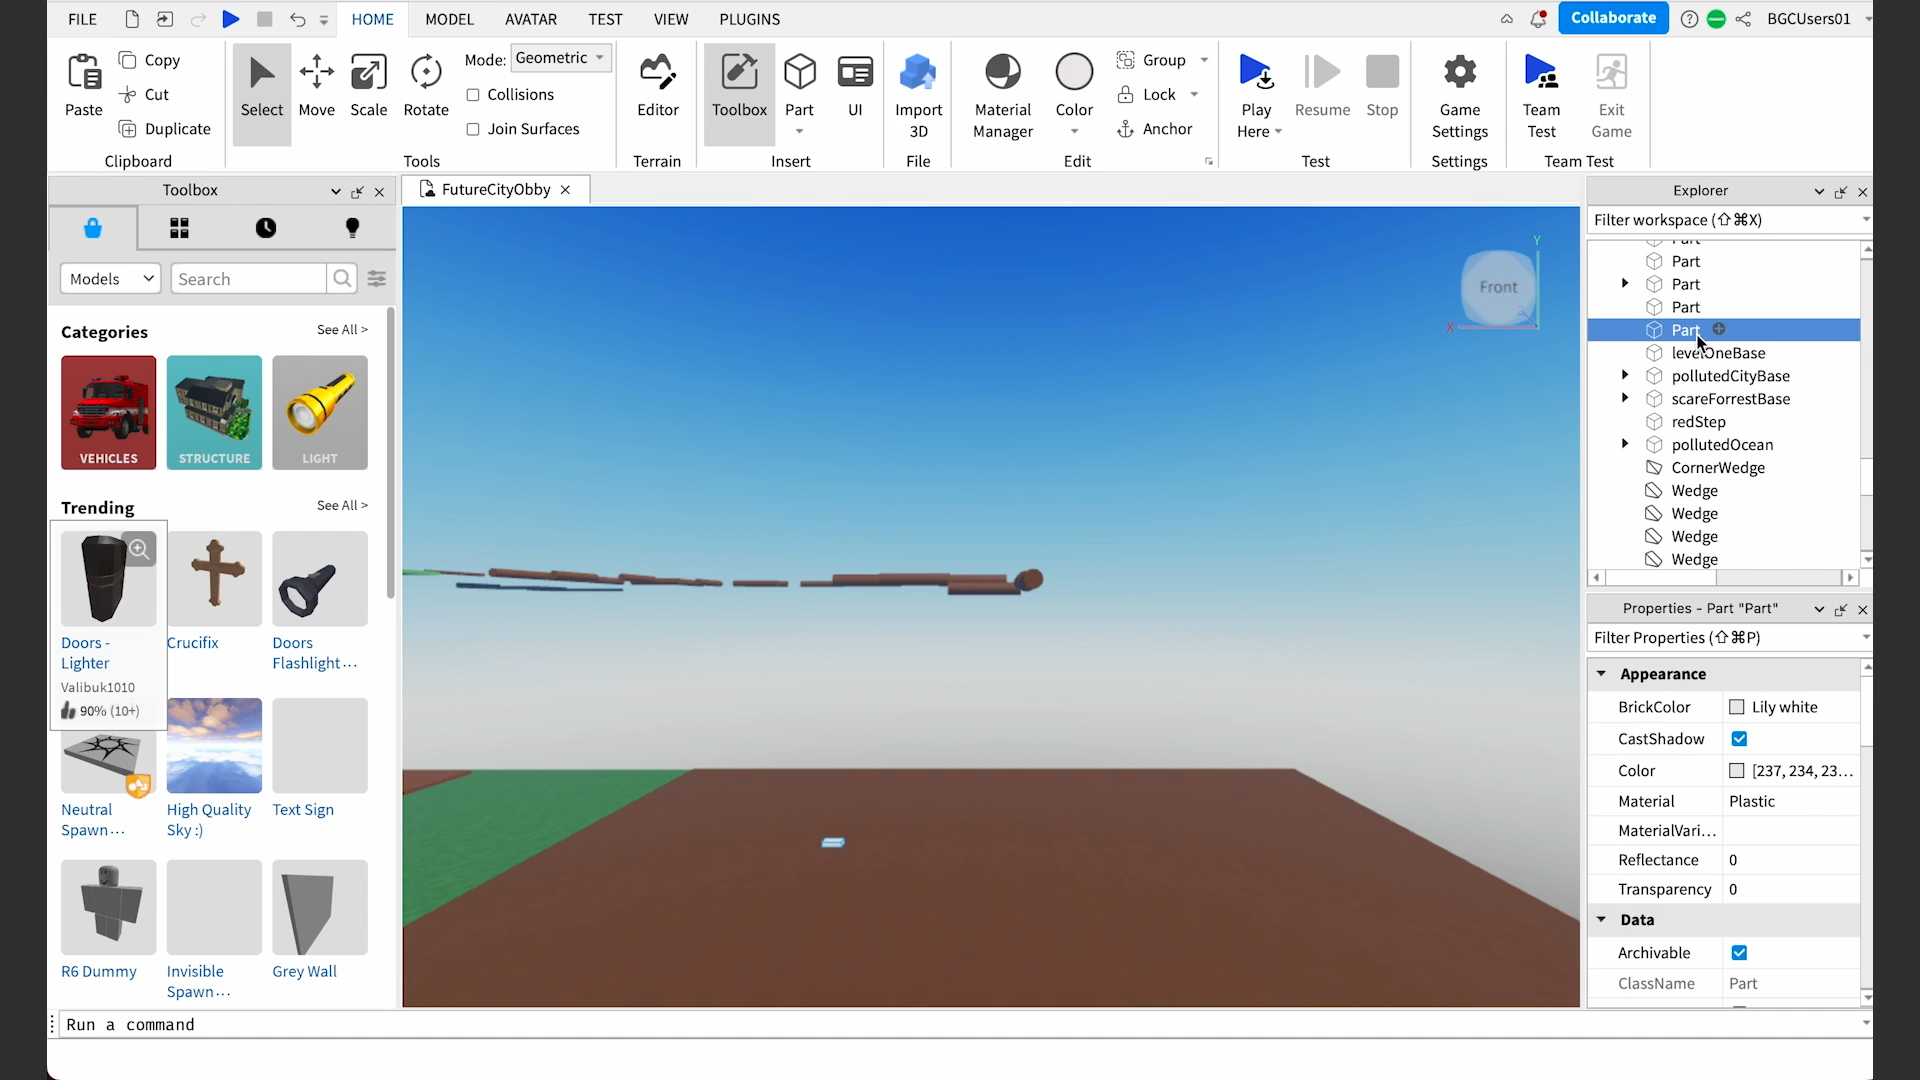 FILE HOME MODEL AVATAR TEST VIEW PLUGINS Collaborate BGCUsers01
Paste
Copy
Cut
Duplicate
Clipboard
Select
Move
Scale
Rotate
Mode: Geometric
Collisions
Join Surfaces
Tools
Editor
Terrain
Toolbox
Part
UI
Insert
Import
3D
File
Material
Manager
Color
Group
Lock
Anchor
Edit
Play
Here
Resume
Stop
Test
Game
Settings
Settings
Team
Test
Exit
Game
Team Test
Toolbox
Models
Search
Categories See All >
VEHICLES STRUCTURE LIGHT
Trending See All >
Doors -
Lighter
Valibuk1010
90% (10+)
Crucifix
Doors
Flashlight...
Neutral
Spawn...
High Quality
Sky :)
Text Sign
R6 Dummy
Invisible
Spawn...
Grey Wall
FutureCityObby
Front
Y
X
Explorer
Filter workspace (⇧⌘X)
Part
Part
Part
Part
Part
levelOneBase
pollutedCityBase
scareForrestBase
redStep
pollutedOcean
CornerWedge
Wedge
Wedge
Wedge
Wedge
Properties - Part "Part"
Filter Properties (⇧⌘P)
Appearance
BrickColor Lily white
CastShadow
Color [237, 234, 23...
Material Plastic
MaterialVari...
Reflectance 0
Transparency 0
Data
Archivable
ClassName Part
Run a command